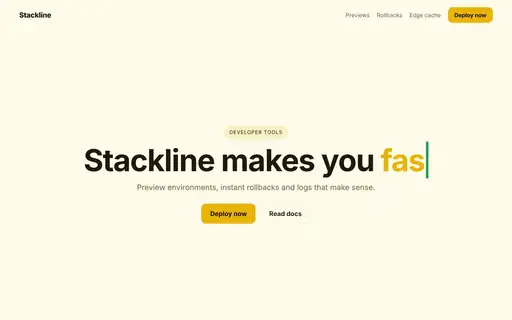 Stackline
Previews Rollbacks Edge cache Deploy now
DEVELOPER TOOLS
Stackline makes you fas
Preview environments, instant rollbacks and logs that make sense.
Deploy now Read docs